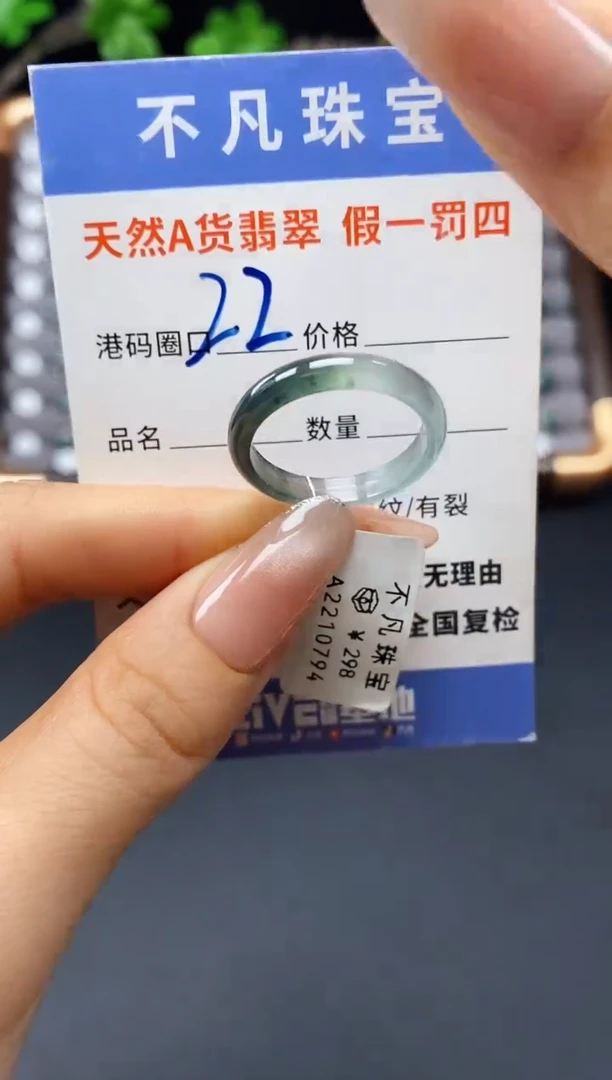 不凡珠宝
天然A货翡翠 假一罚四
港码圈口 22 价格
品名 数量
纹/有裂
无理由
全国复检
不凡珠宝
¥298
A2210794